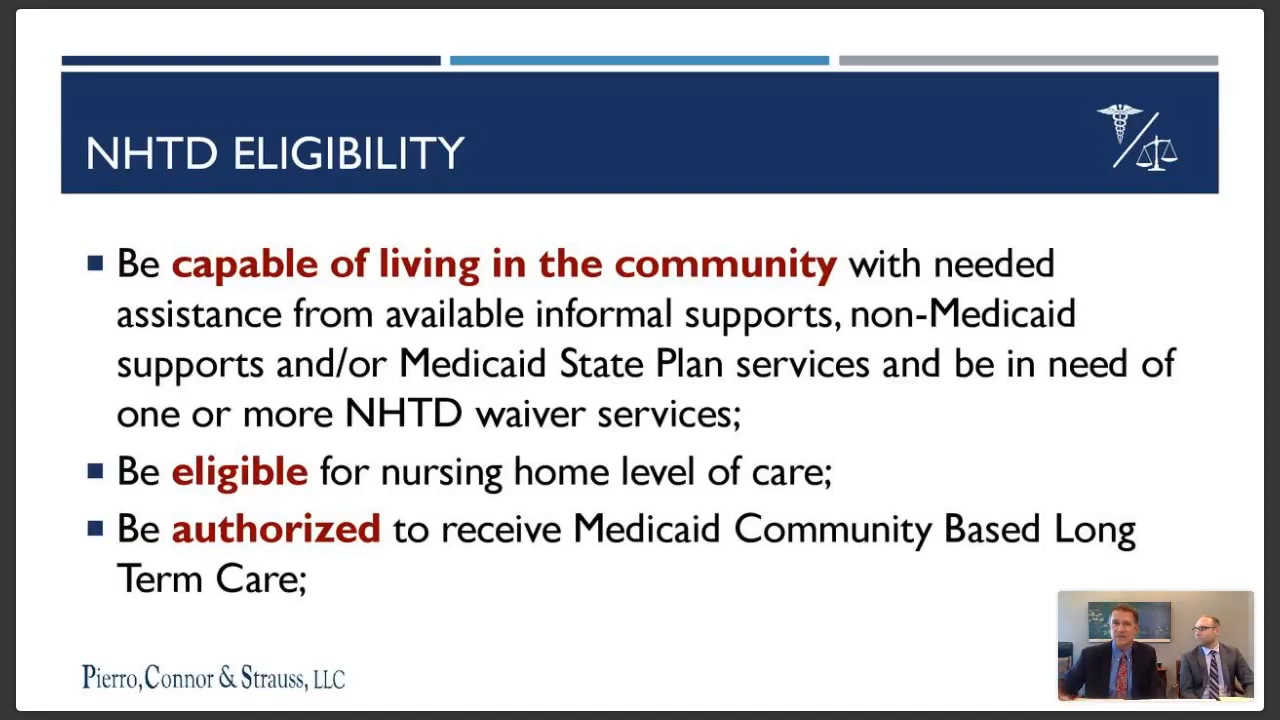 NHTD ELIGIBILITY
Be capable of living in the community with needed
assistance from available informal supports, non-Medicaid
supports and/or Medicaid State Plan services and be in need of
one or more NHTD waiver services;
Be eligible for nursing home level of care;
Be authorized to receive Medicaid Community Based Long
Term Care;
Pierro, Connor & Strauss, LLC